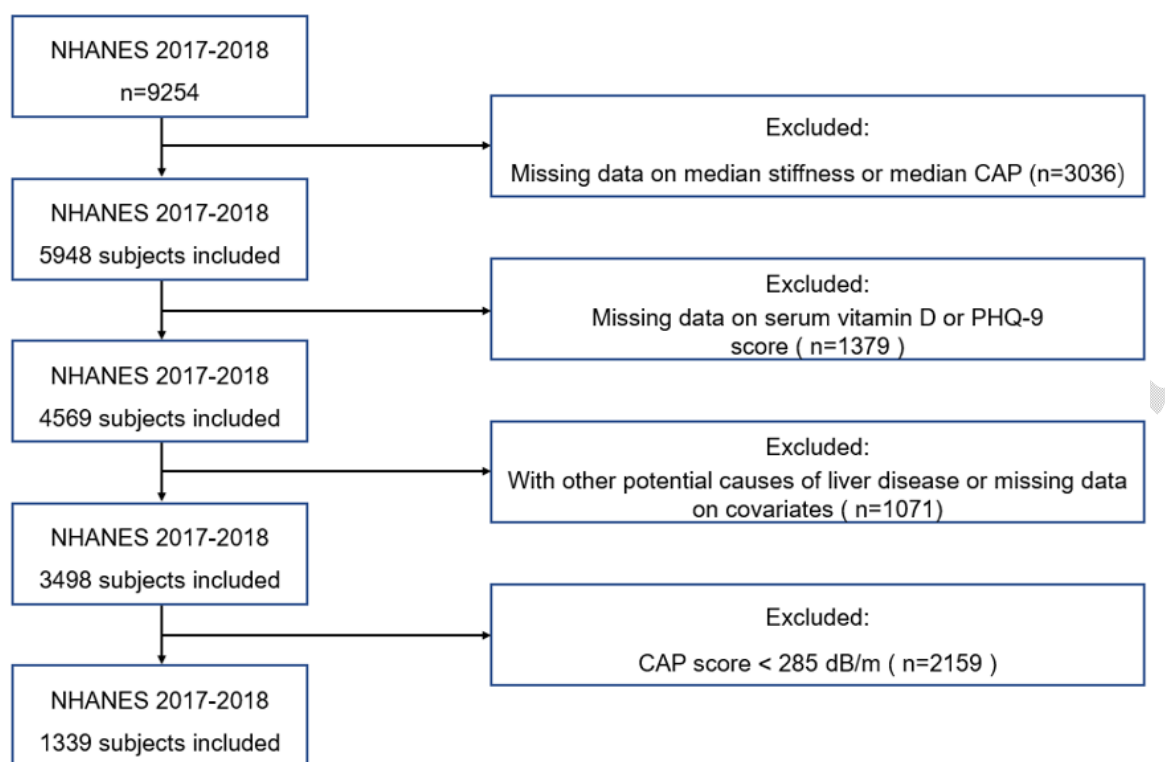 NHANES 2017-2018
n=9254
Excluded:
Missing data on median stiffness or median CAP (n=3036)
NHANES 2017-2018
5948 subjects included
Excluded:
Missing data on serum vitamin D or PHQ-9
score ( n=1379 )
NHANES 2017-2018
4569 subjects included
Excluded:
With other potential causes of liver disease or missing data
on covariates ( n=1071)
NHANES 2017-2018
3498 subjects included
Excluded:
CAP score < 285 dB/m ( n=2159 )
NHANES 2017-2018
1339 subjects included